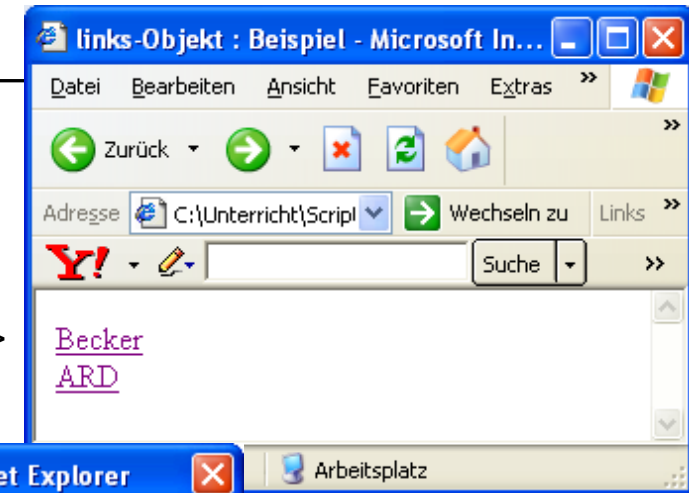 links-Objekt : Beispiel - Microsoft In...
Datei Bearbeiten Ansicht Favoriten Extras »
Zurück »
Adresse C:\Unterricht\Script Wechseln zu Links »
Y! Suche »
>
Becker
ARD
et Explorer
Arbeitsplatz